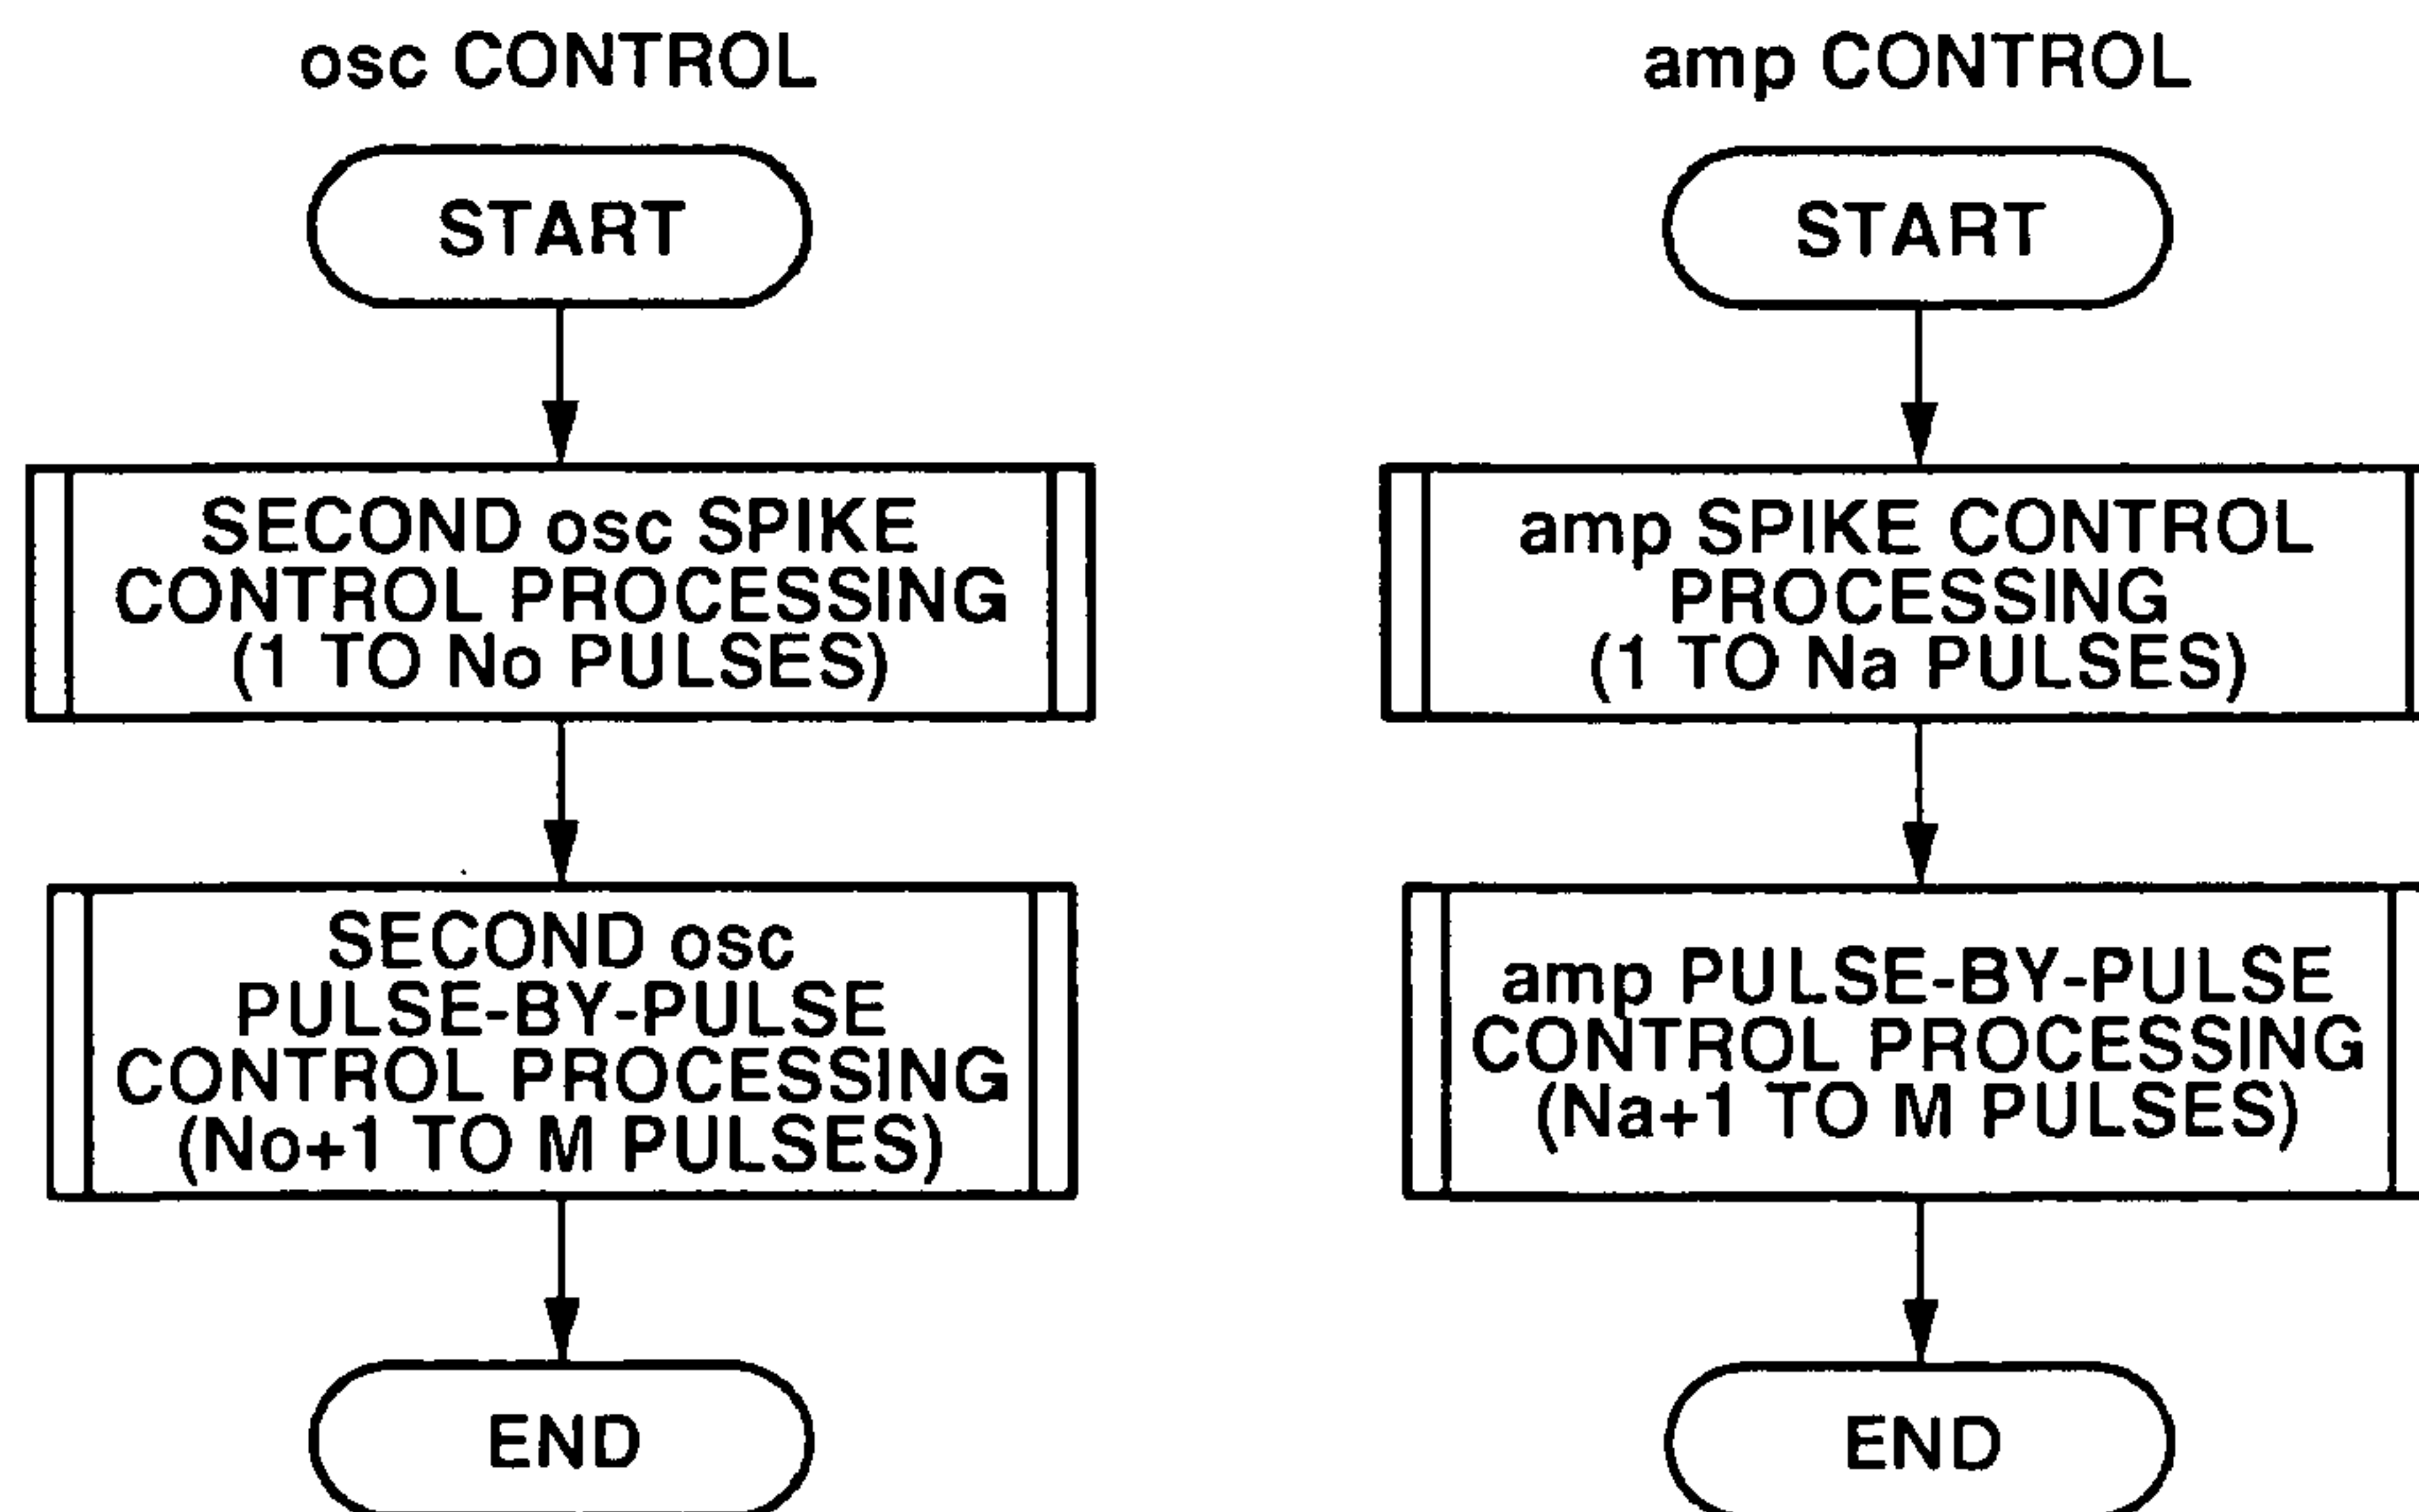 osc CONTROL
START
SECOND osc SPIKE
CONTROL PROCESSING
(1 TO No PULSES)
SECOND osc
PULSE-BY-PULSE
CONTROL PROCESSING
(No+1 TO M PULSES)
END
amp CONTROL
START
amp SPIKE CONTROL
PROCESSING
(1 TO Na PULSES)
amp PULSE-BY-PULSE
CONTROL PROCESSING
(Na+1 TO M PULSES)
END